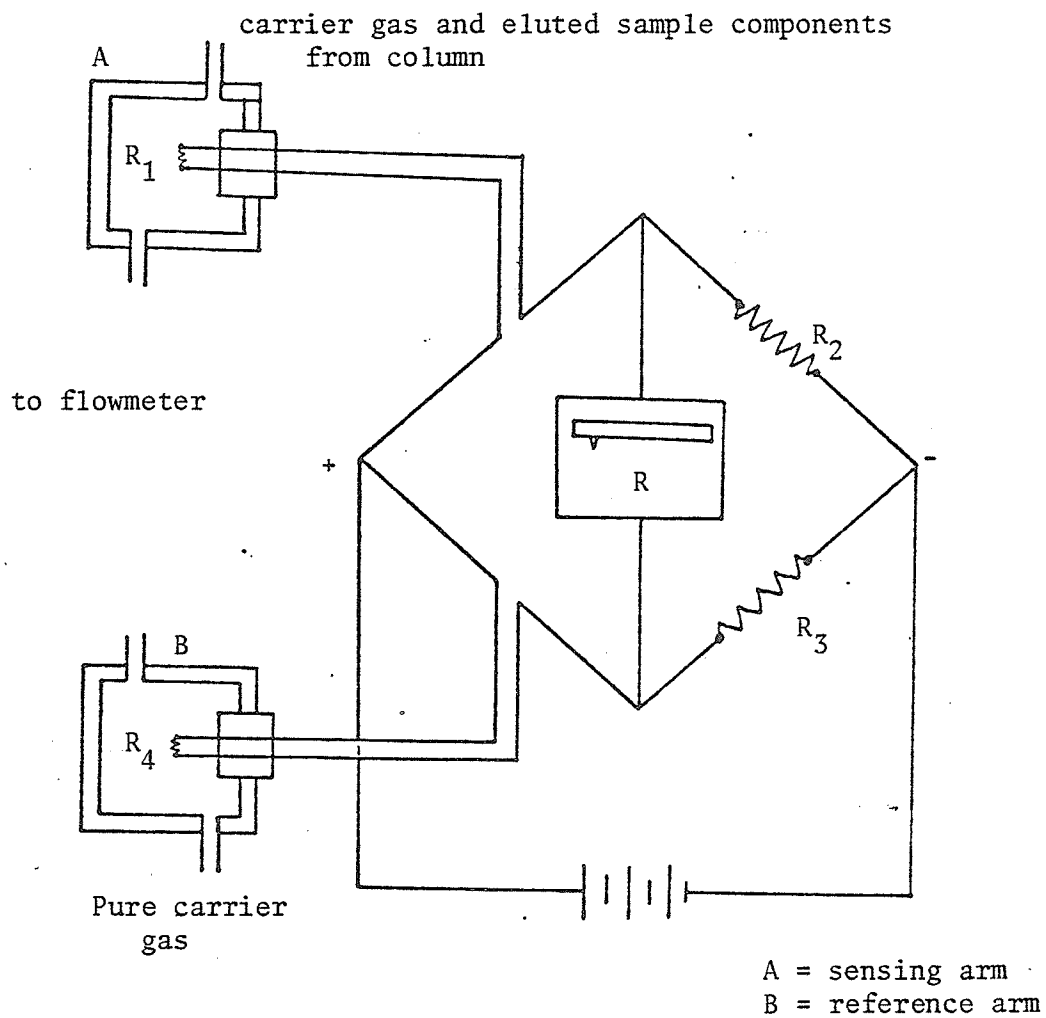 carrier gas and eluted sample components
from column
A
R1
R2
to flowmeter
+
-
R
R3
B
R4
Pure carrier
gas
A = sensing arm
B = reference arm